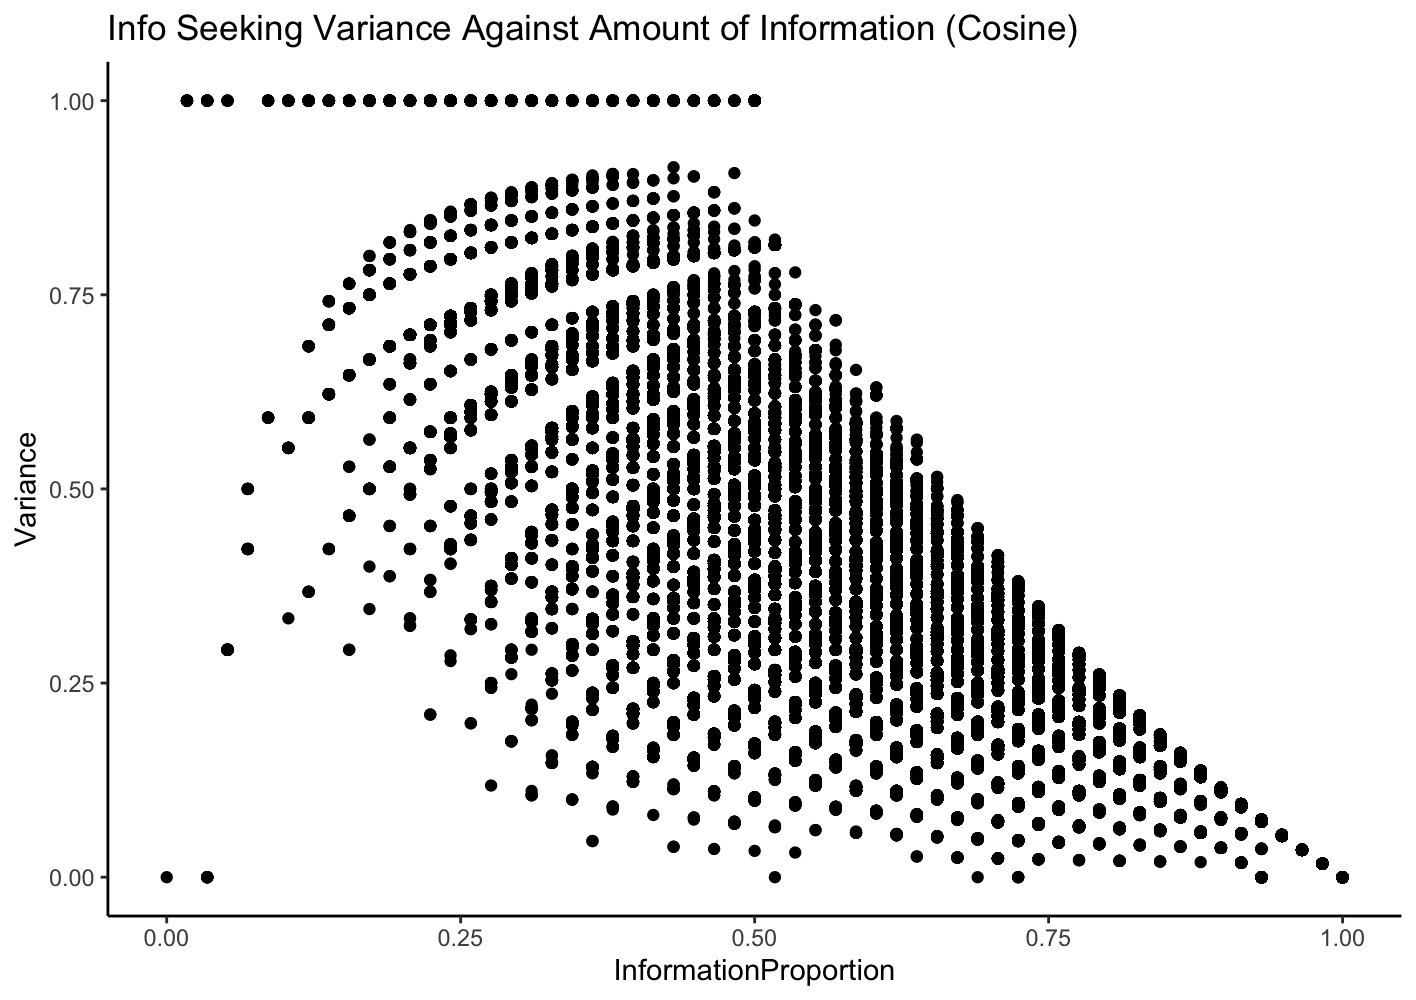 Info Seeking Variance Against Amount of Information (Cosine)
1.00
0.75
0.50
0.25
0.00
Variance
0.00 0.25 0.50 0.75 1.00
InformationProportion